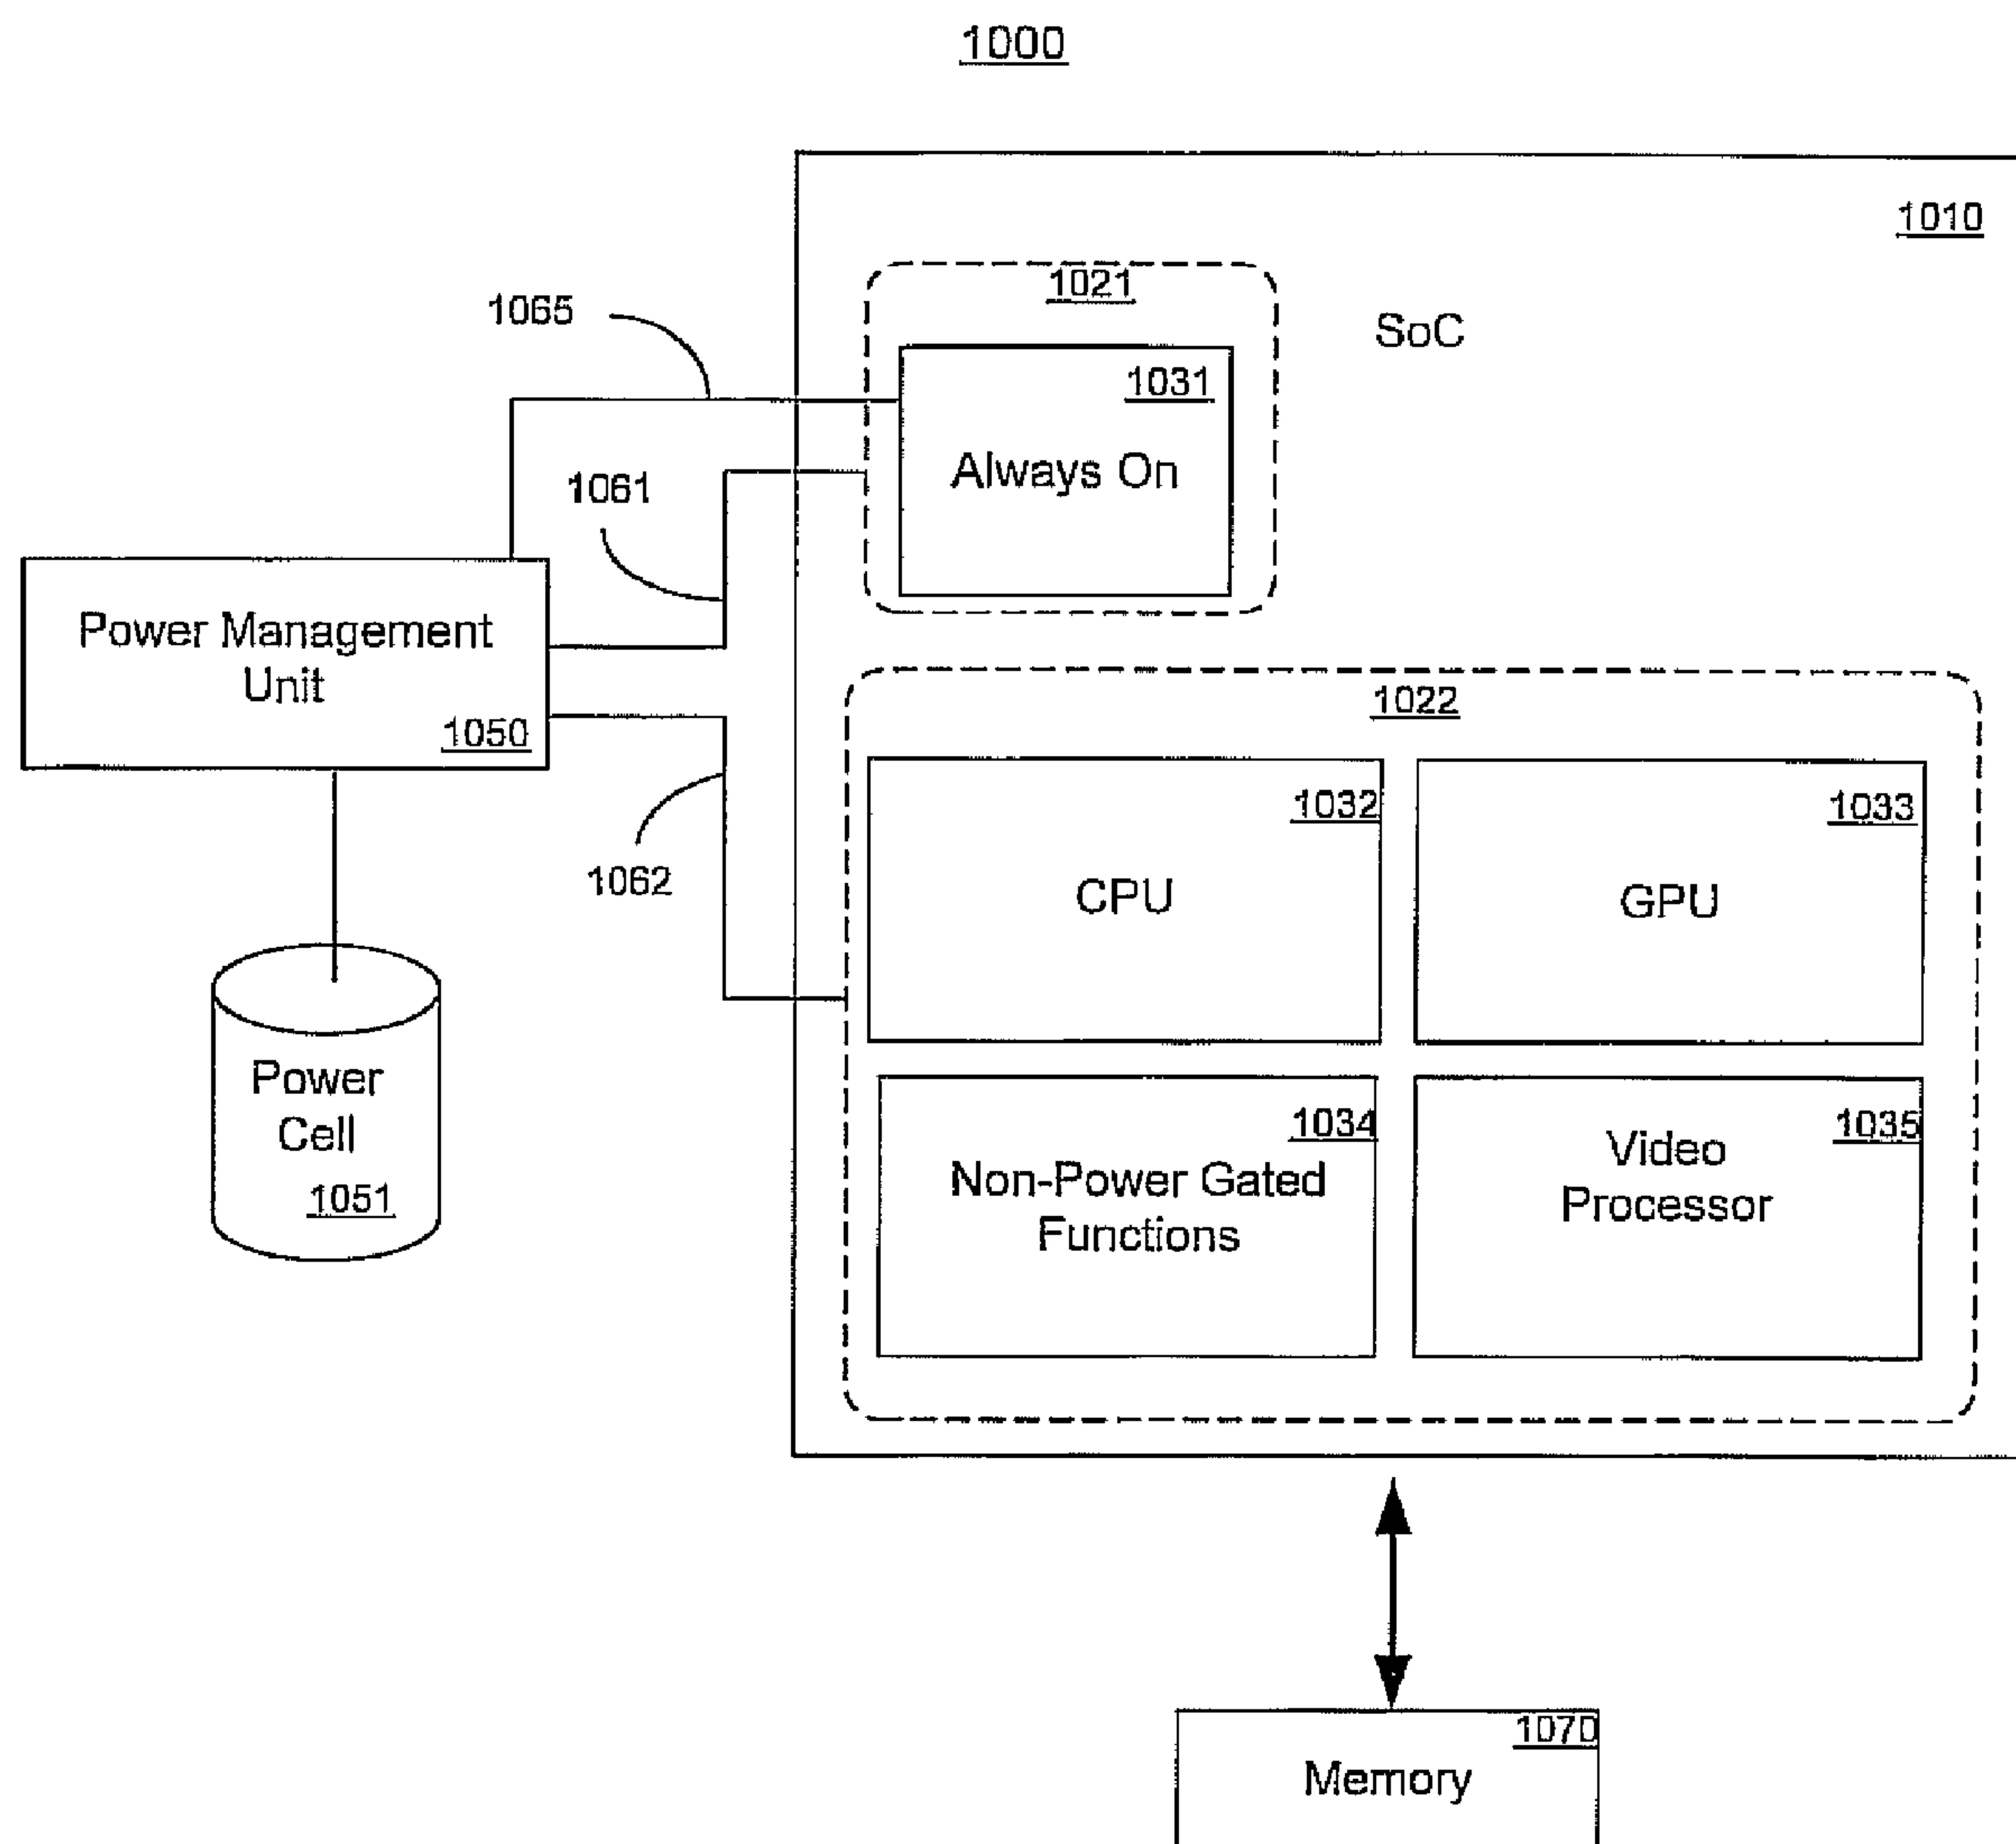 1000
1010
1021
SoC
1065
1031
Always On
1061
Power Management
Unit
1050
1022
1062
1032
CPU
1033
GPU
Power
Cell
1051
1034
Non-Power Gated
Functions
1035
Video
Processor
1070
Memory